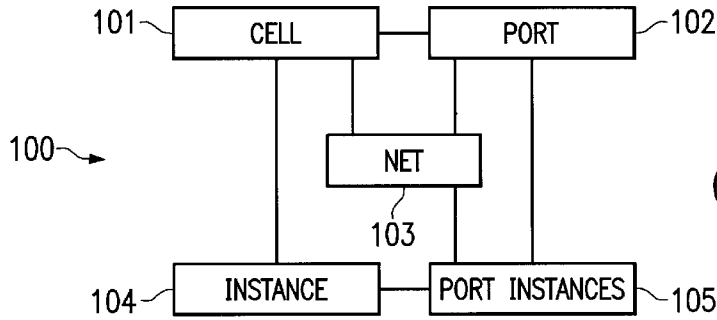 101 CELL PORT 102
100 NET
103
104 INSTANCE PORT INSTANCES 105